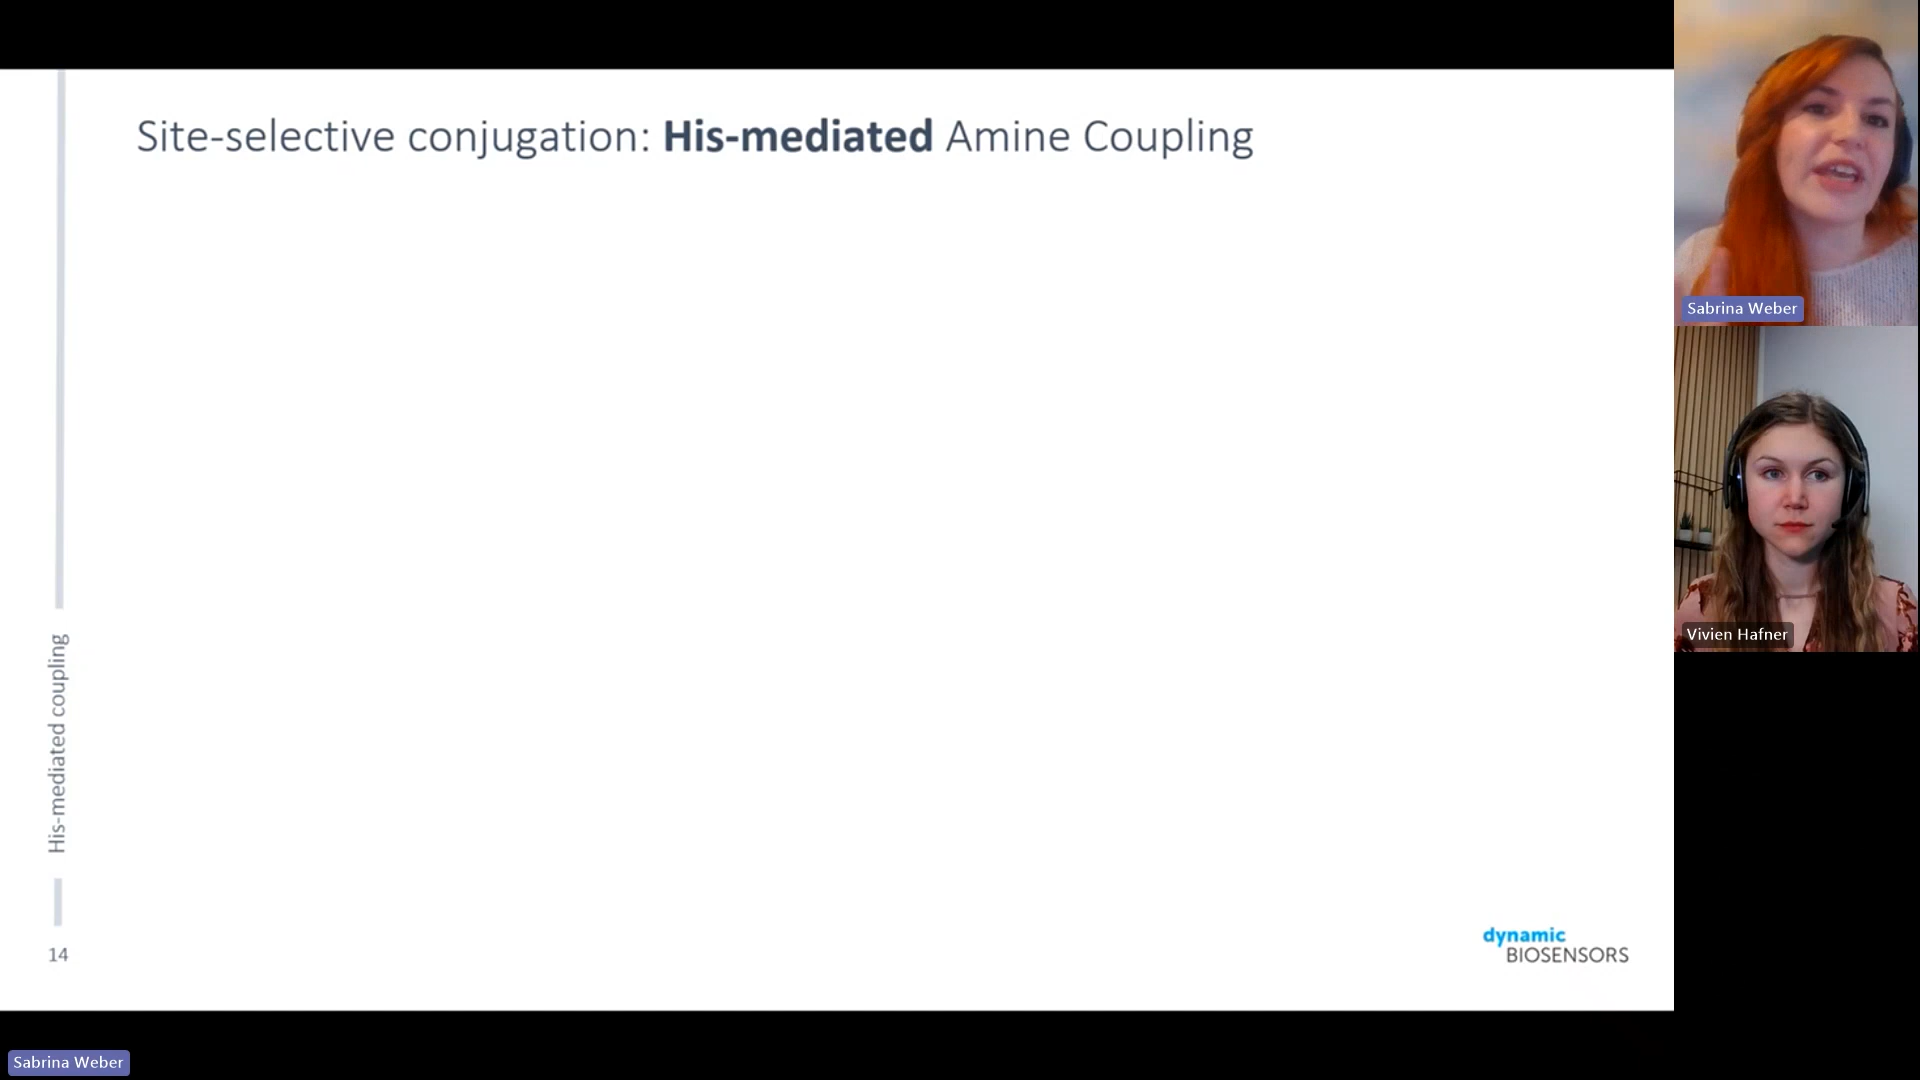 Site-selective conjugation: His-mediated Amine Coupling
His-mediated coupling
14
dynamic
BIOSENSORS
Sabrina Weber
Vivien Hafner
Sabrina Weber